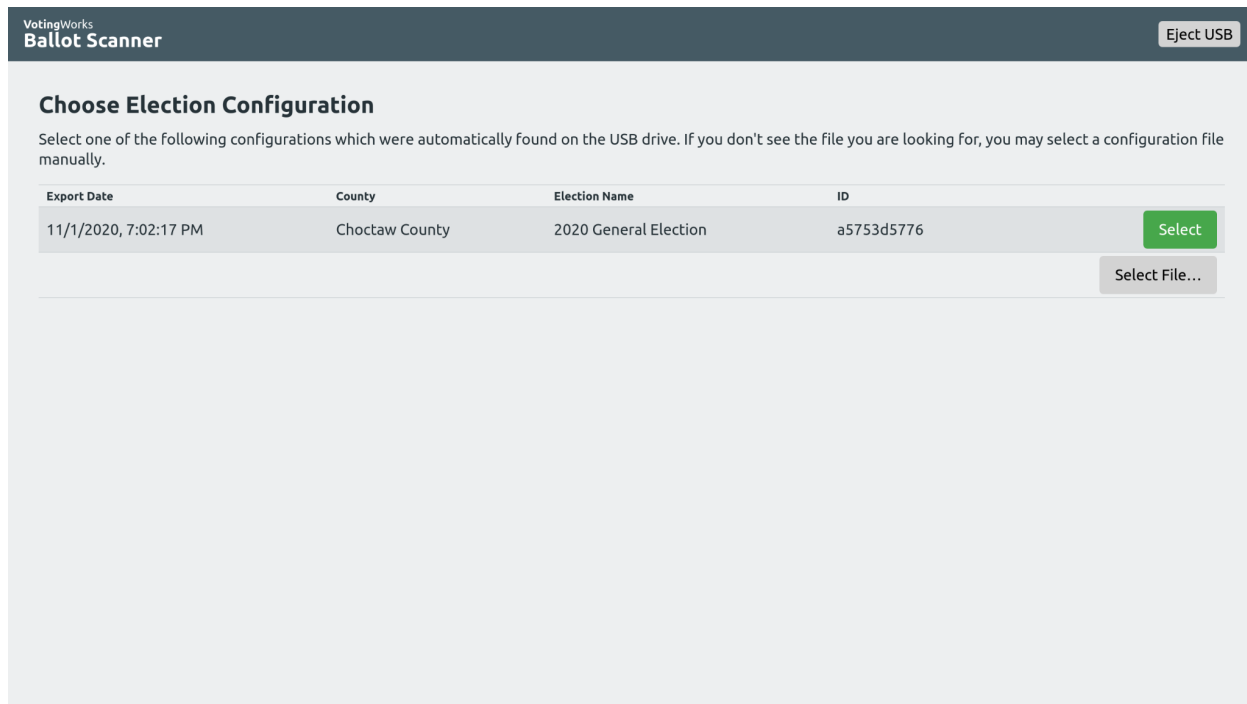 VotingWorks
Ballot Scanner
Eject USB
Choose Election Configuration
Select one of the following configurations which were automatically found on the USB drive. If you don't see the file you are looking for, you may select a configuration file
manually.
Export Date County Election Name ID
11/1/2020, 7:02:17 PM Choctaw County 2020 General Election a5753d5776 Select
Select File…